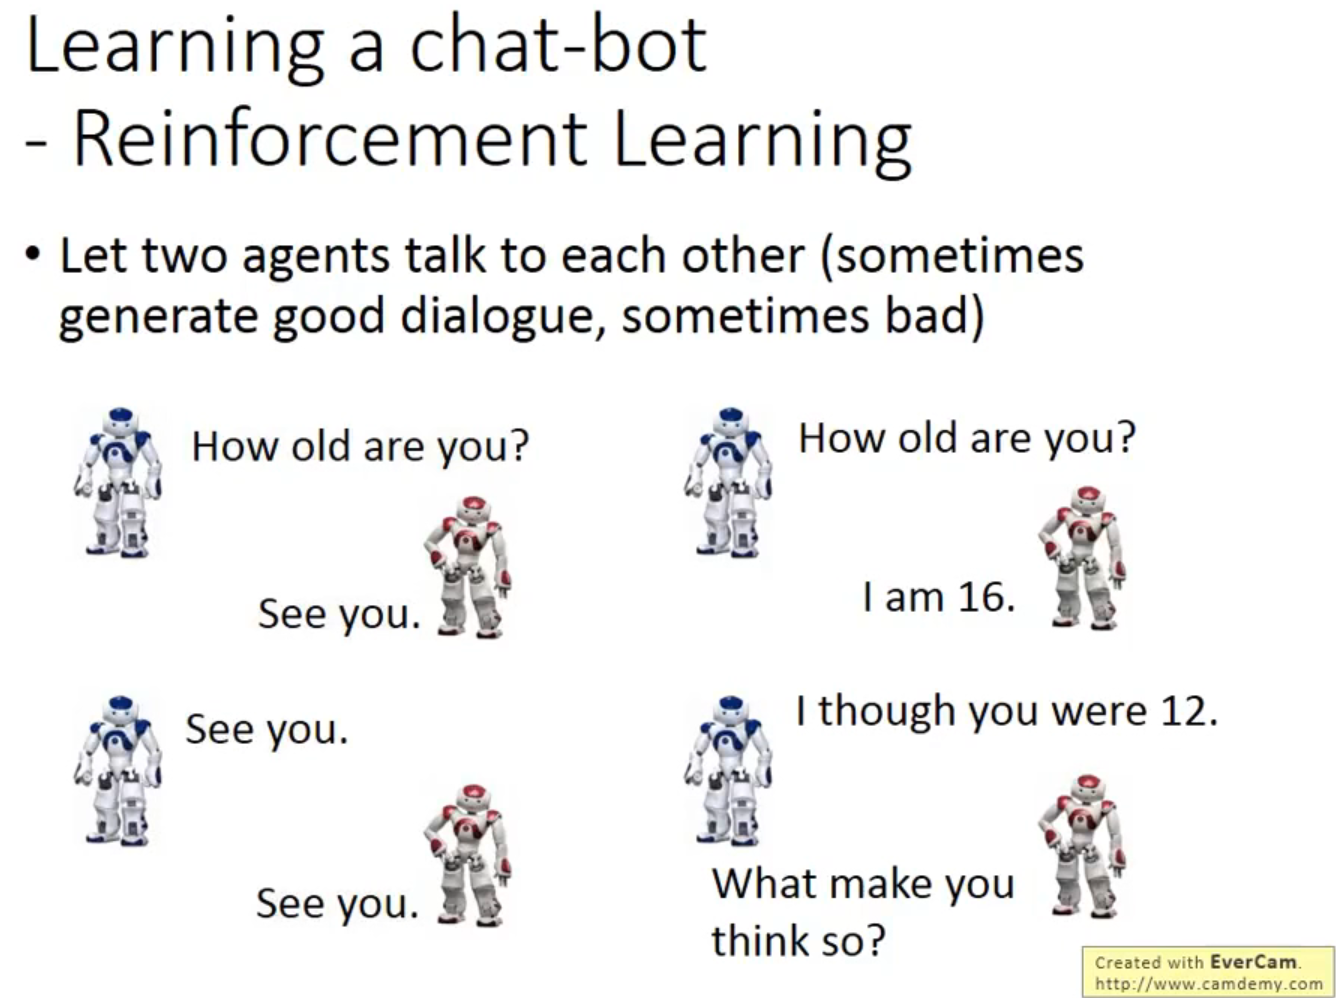 Learning a chat-bot
- Reinforcement Learning
• Let two agents talk to each other (sometimes
generate good dialogue, sometimes bad)
How old are you?
See you.
See you.
See you.
How old are you?
I am 16.
I though you were 12.
What make you
think so?
Created with EverCam.
http://www.camdemy.com